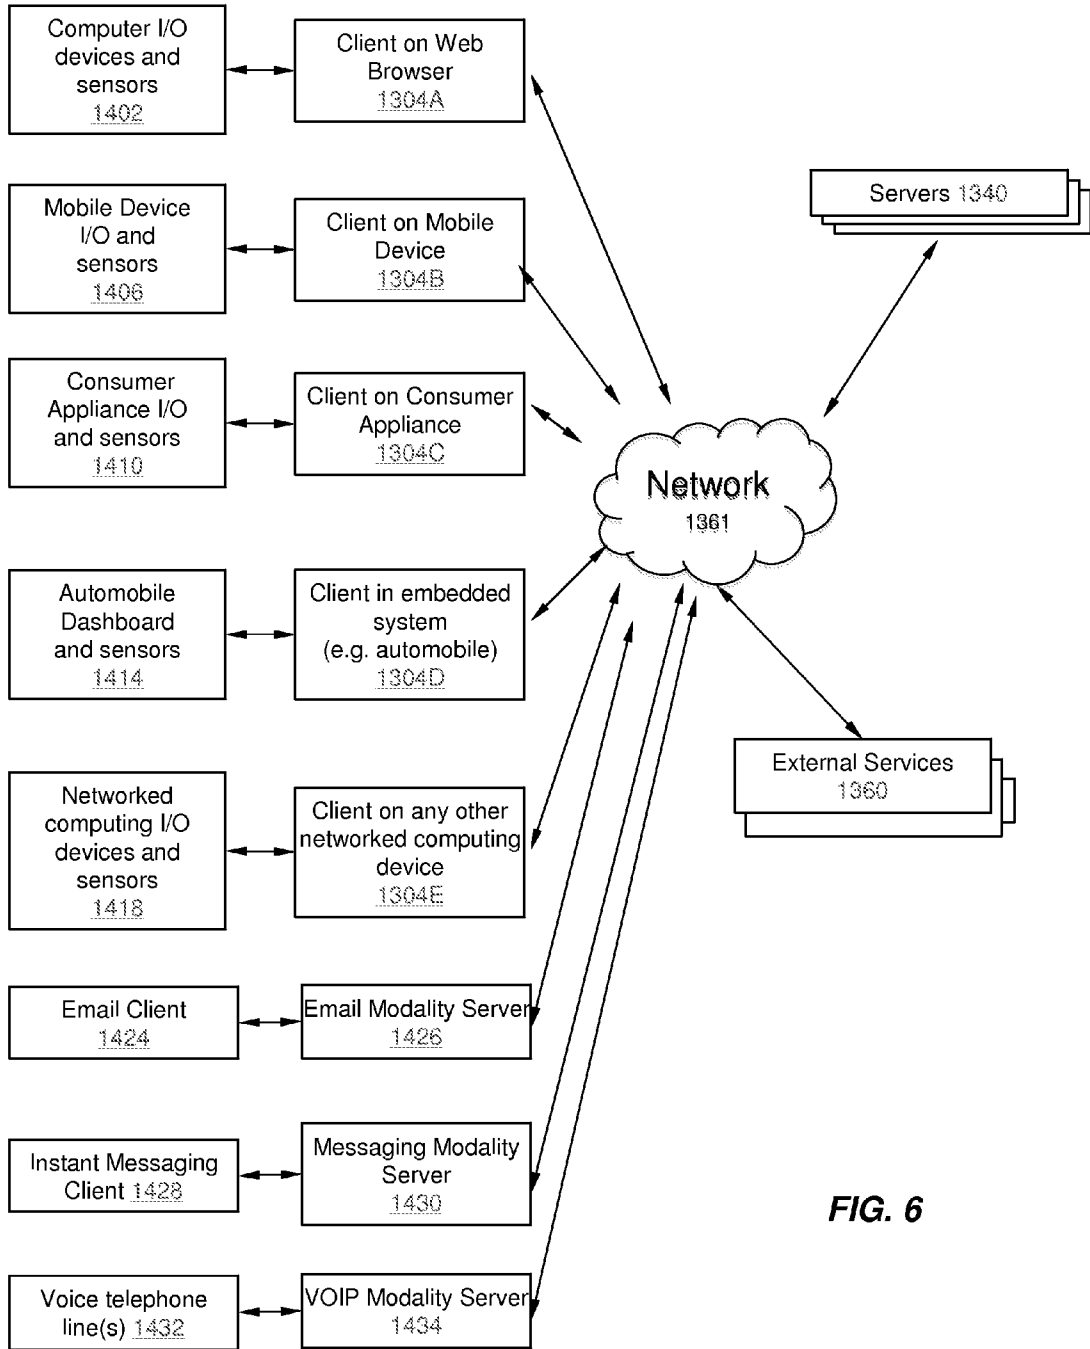 Computer I/O
devices and
sensors
1402
Client on Web
Browser
1304A
Mobile Device
I/O and
sensors
1406
Client on Mobile
Device
1304B
Servers 1340
Consumer
Appliance I/O
and sensors
1410
Client on Consumer
Appliance
1304C
Network
1361
Automobile
Dashboard
and sensors
1414
Client in embedded
system
(e.g. automobile)
1304D
External Services
1360
Networked
computing I/O
devices and
sensors
1418
Client on any other
networked computing
device
1304E
Email Client
1424
Email Modality Server
1426
Instant Messaging
Client 1428
Messaging Modality
Server
1430
FIG. 6
Voice telephone
line(s) 1432
VOIP Modality Server
1434